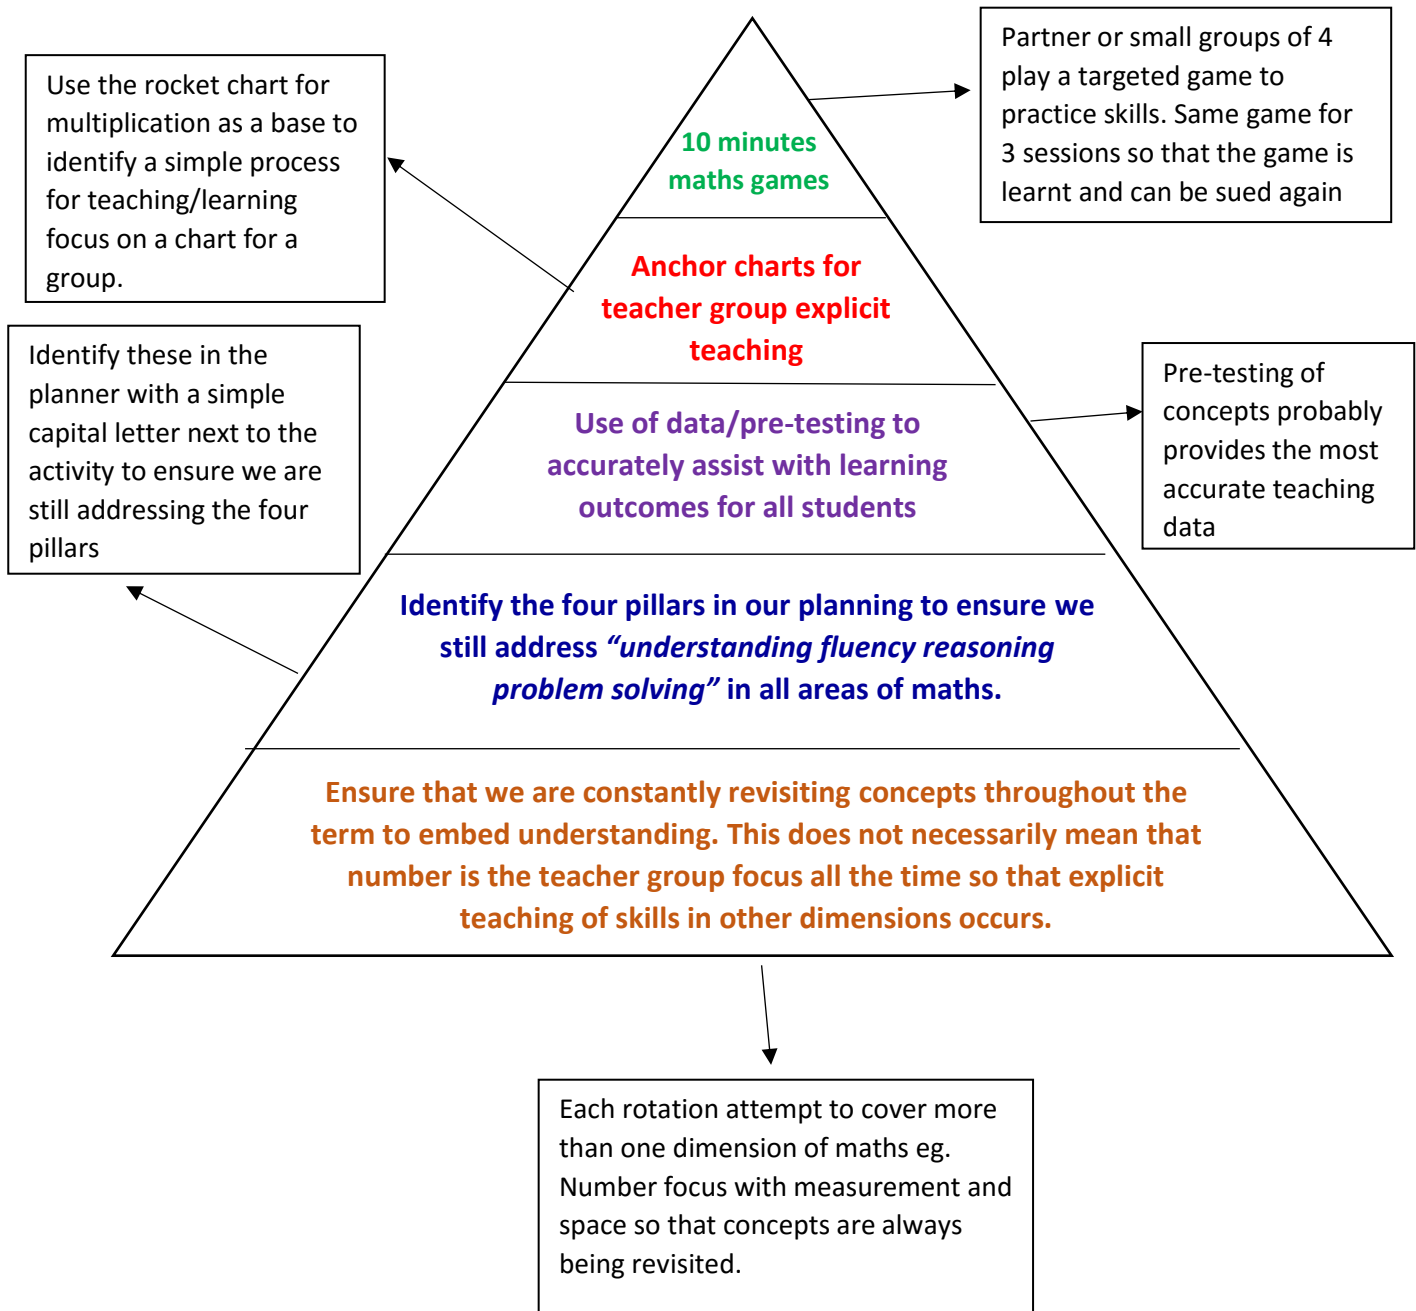 Partner or small groups of 4
play a targeted game to
practice skills. Same game for
3 sessions so that the game is
learnt and can be sued again
Use the rocket chart for
multiplication as a base to
identify a simple process
for teaching/learning
focus on a chart for a
group.
10 minutes
maths games
Anchor charts for
teacher group explicit
teaching
Identify these in the
planner with a simple
capital letter next to the
activity to ensure we are
still addressing the four
pillars
Pre-testing of
concepts probably
provides the most
accurate teaching
data
Use of data/pre-testing to
accurately assist with learning
outcomes for all students
Identify the four pillars in our planning to ensure we
still address “understanding fluency reasoning
problem solving” in all areas of maths.
Ensure that we are constantly revisiting concepts throughout the
term to embed understanding. This does not necessarily mean that
number is the teacher group focus all the time so that explicit
teaching of skills in other dimensions occurs.
Each rotation attempt to cover more
than one dimension of maths eg.
Number focus with measurement and
space so that concepts are always
being revisited.